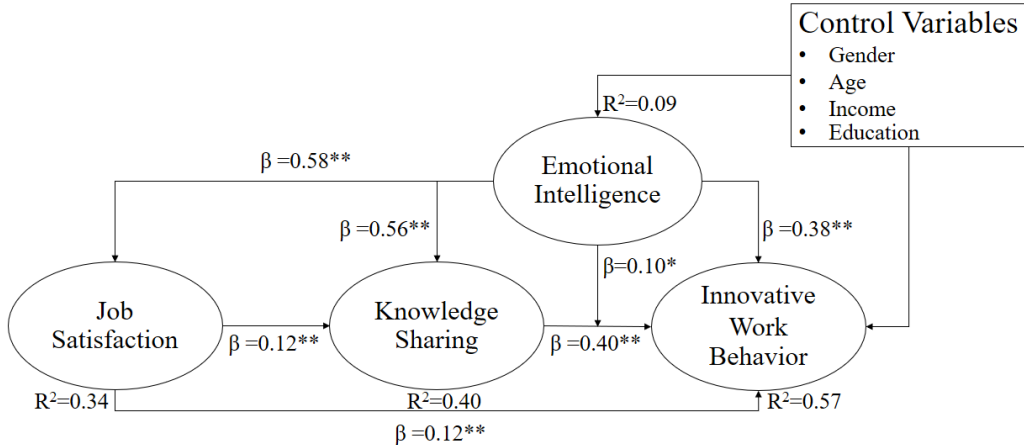 Control Variables
• Gender
• Age
• Income
• Education
R²=0.09
Emotional
Intelligence
β =0.58**
β =0.56**
β =0.38**
β=0.10*
Job
Satisfaction
β =0.12**
Knowledge
Sharing
β =0.40**
Innovative
Work
Behavior
R²=0.34
R²=0.40
R²=0.57
β =0.12**